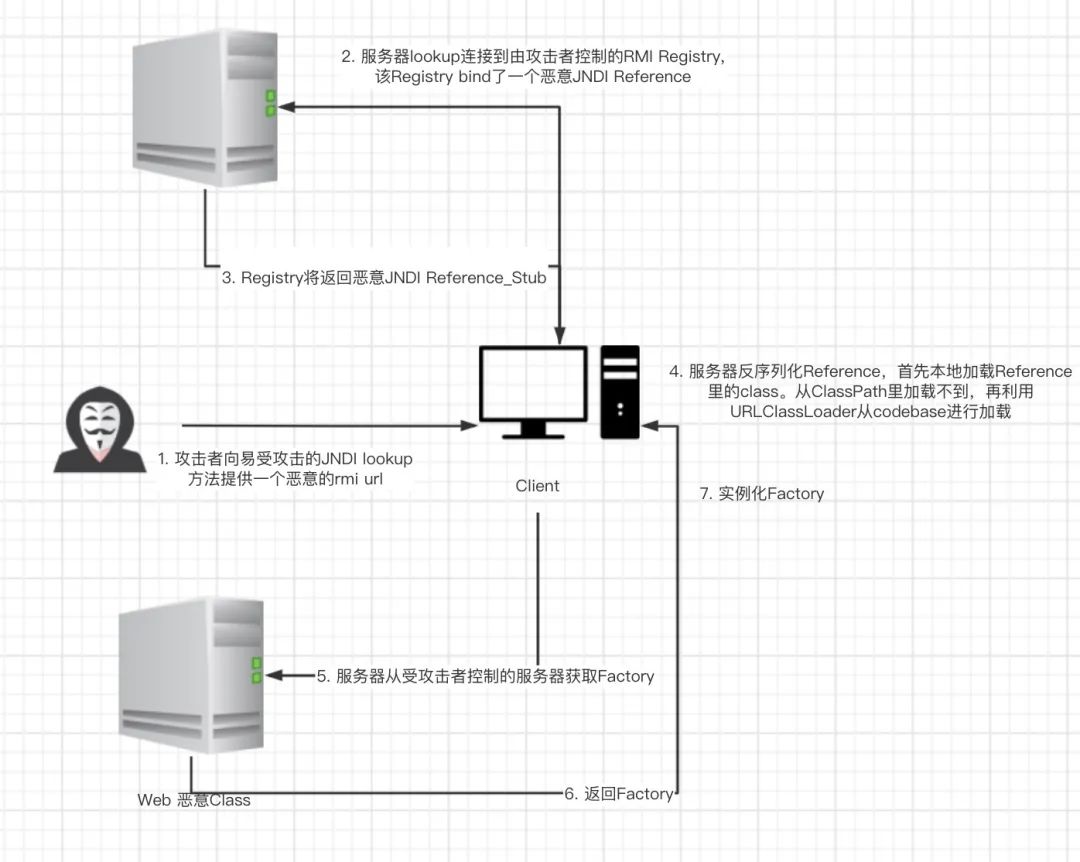 2. 服务器lookup连接到由攻击者控制的RMI Registry,
该Registry bind了一个恶意JNDI Reference
3. Registry将返回恶意JNDI Reference_Stub
4. 服务器反序列化Reference，首先本地加载Reference
里的class。从ClassPath里加载不到，再利用
URLClassLoader从codebase进行加载
1. 攻击者向易受攻击的JNDI lookup
方法提供一个恶意的rmi url
Client
7. 实例化Factory
5. 服务器从受攻击者控制的服务器获取Factory
6. 返回Factory
Web 恶意Class